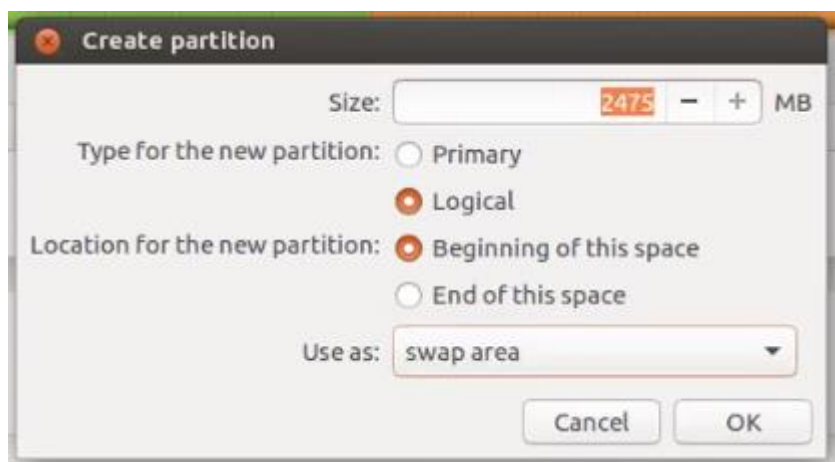 Create partition
Size: 2475 − + MB
Type for the new partition: Primary
Logical
Location for the new partition: Beginning of this space
End of this space
Use as: swap area
Cancel OK